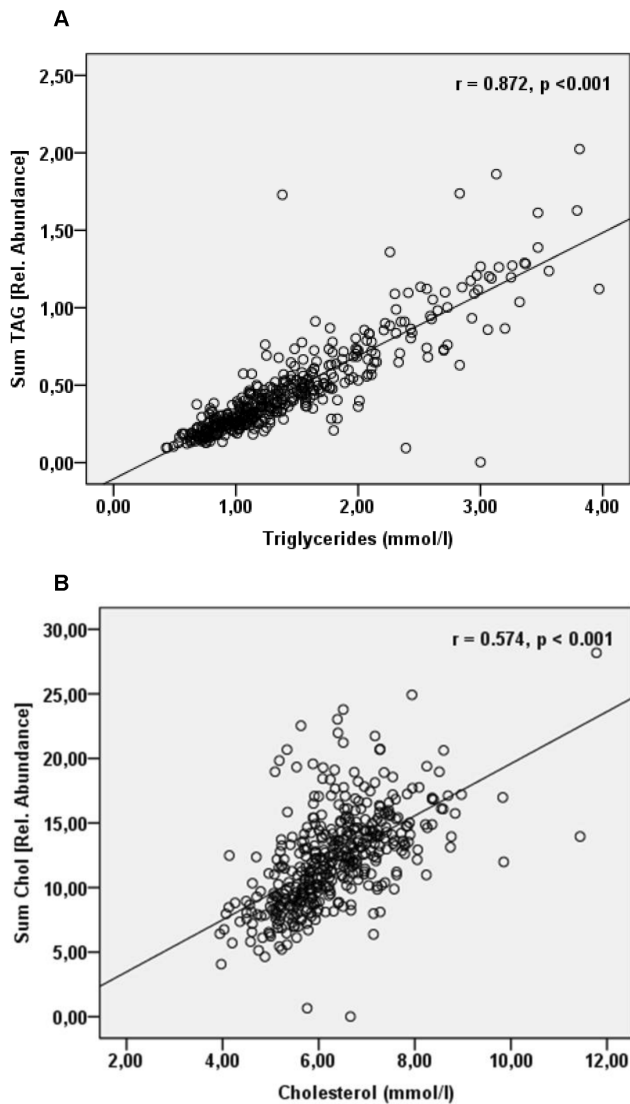 A
r = 0.872, p <0.001
Sum TAG [Rel. Abundance]
2,50
2,00
1,50
1,00
0,50
0,00
0,00 1,00 2,00 3,00 4,00
Triglycerides (mmol/l)
B
r = 0.574, p < 0.001
Sum Chol [Rel. Abundance]
30,00
25,00
20,00
15,00
10,00
5,00
0,00
2,00 4,00 6,00 8,00 10,00 12,00
Cholesterol (mmol/l)